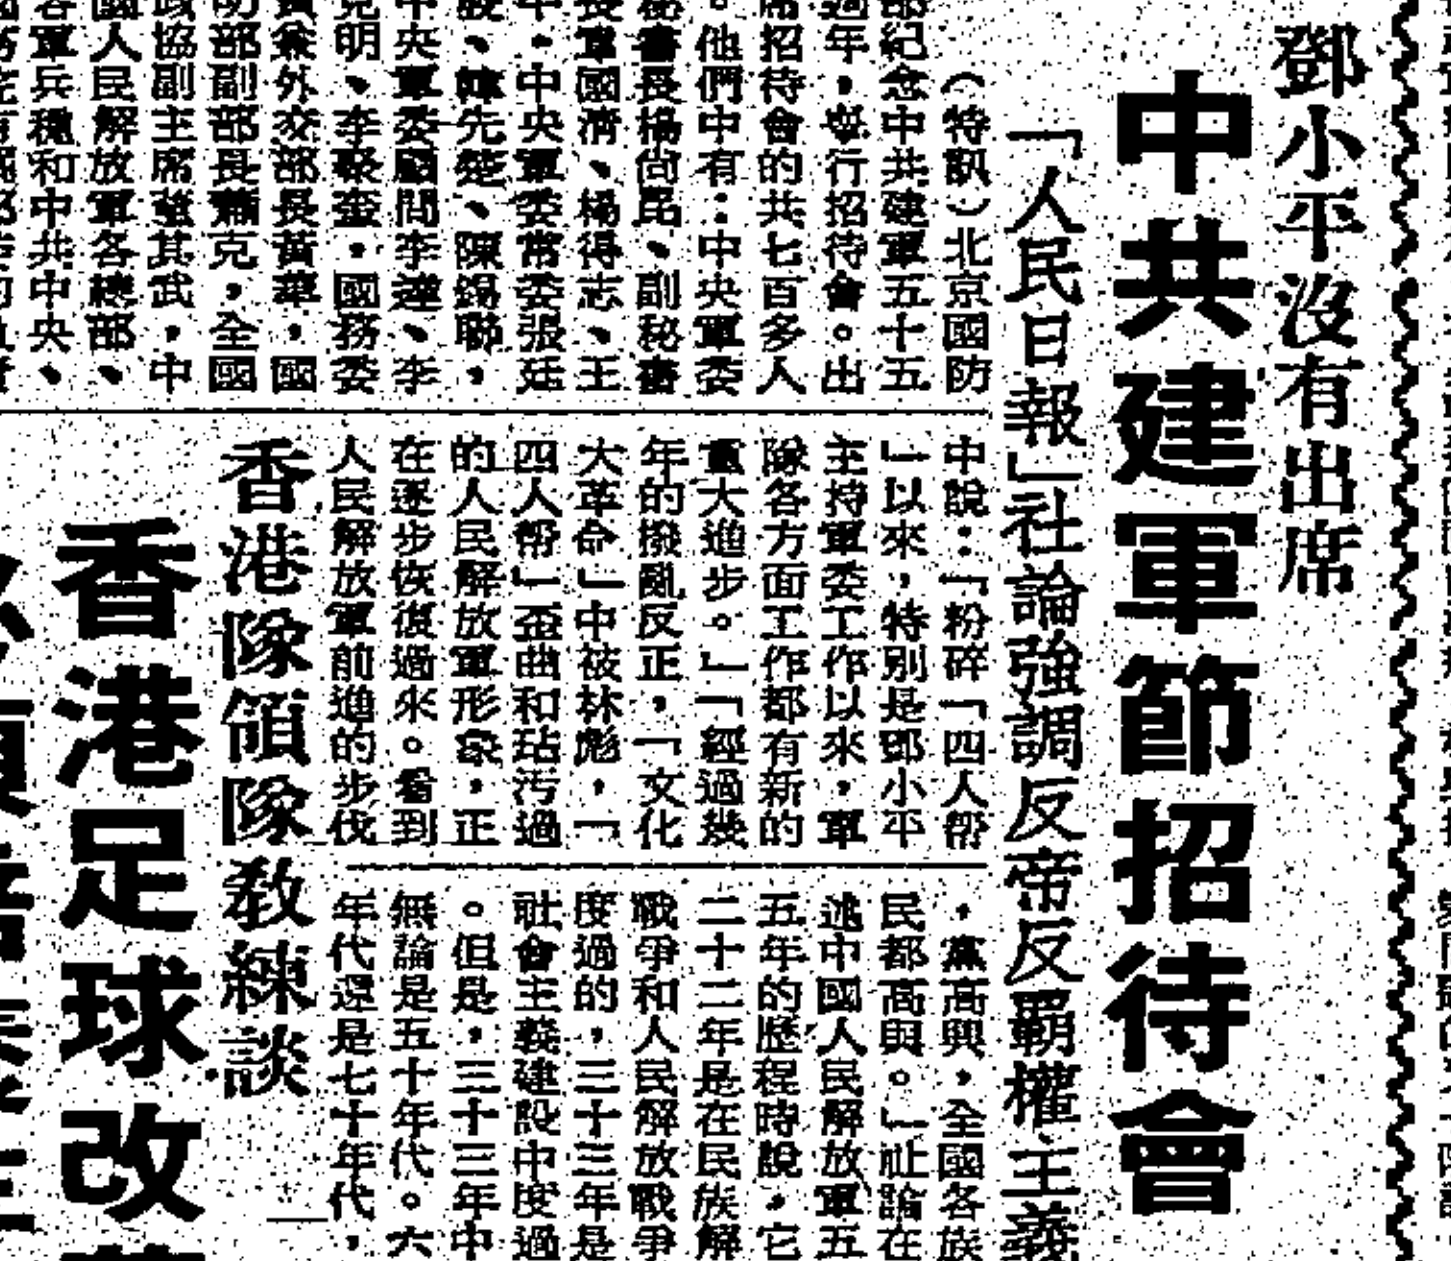 鄧小平沒有出席
中共建軍節招待會
「人民日報」社論強調反帝反霸權主義
（特訊）北京國防
部紀念中共建軍五十五
週年，舉行招待會。出
席招待會的共七百多人
。他們中有：中央軍委
秘書長楊尚昆、副秘書
長軍國濟、楊得志、王
中央軍委常委張廷
陳先楚、陳錫聯，
中央軍委顧問李達、李
克明、李聚奎，國務委
外交部長黃華，國
防部副部長蕭克，全國
政協副主席 其武，中
國人民解放軍各總部、
各軍兵種和中共中央、
中說：「粉碎「四人幫
」以來，特別是鄧小平
主持軍委工作以來，軍
隊各方面工作都有新的
重大進步。」「經過幾
年的撥亂反正，「文化
大革命」中被林彪，「
四人幫」歪曲和玷污過
的人民解放軍形象，正
在逐步恢復過來。看到
人民解放軍前進的步伐
，黨高興，全國各族
民都高興。」社論在
述中國人民解放軍五
五年的歷程時說，它
二十二年是在民族解
戰爭和人民解放戰爭
度過的，三十三年是
社會主義建設中度過
。但是，三十三年中
無論是五十年代。六
年代還是七十年代，
香港隊領隊教練談
香港足球改